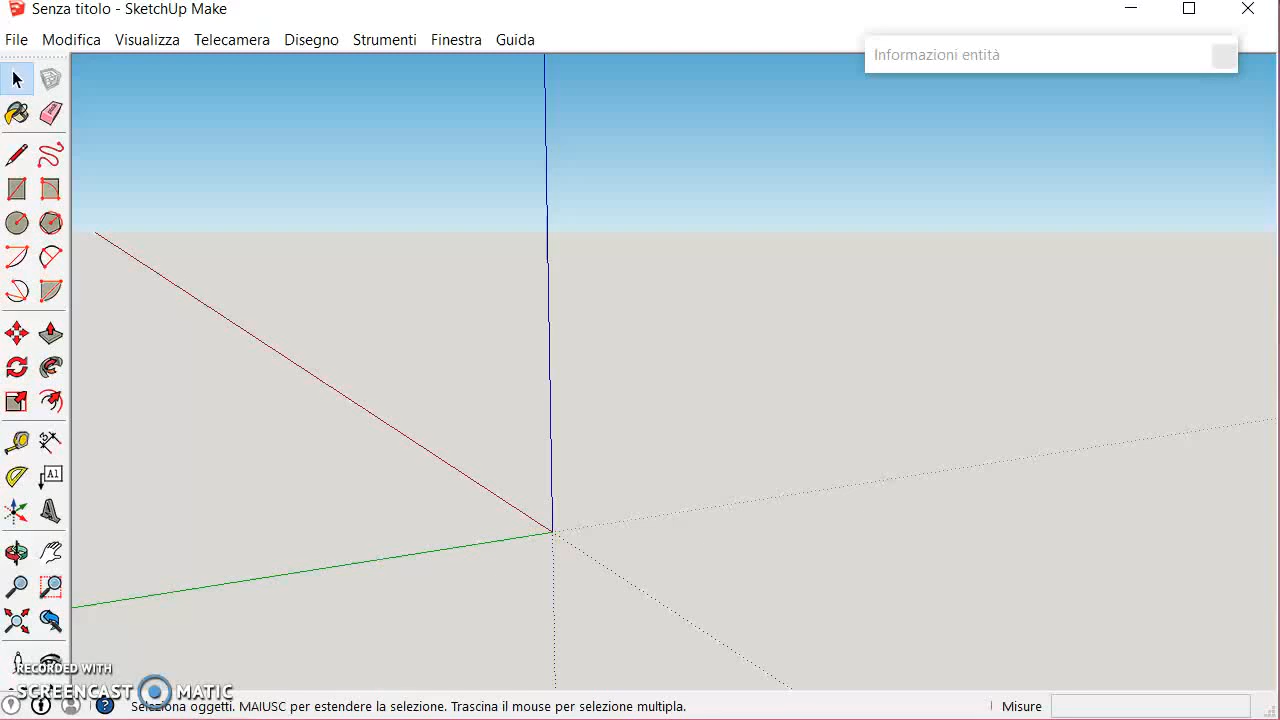 Senza titolo - SketchUp Make
File Modifica Visualizza Telecamera Disegno Strumenti Finestra Guida
Informazioni entità
A1
RECORDED WITH
SCREENCAST MATIC
Seleziona oggetti. MAIUSC per estendere la selezione. Trascina il mouse per selezione multipla.
Misure